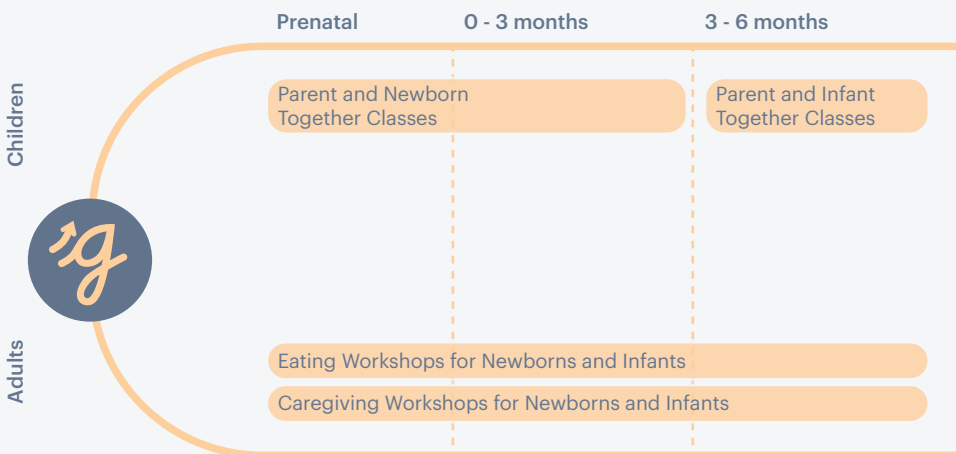 Prenatal
0 - 3 months
3 - 6 months
Children
Parent and Newborn
Together Classes
Parent and Infant
Together Classes
g
Adults
Eating Workshops for Newborns and Infants
Caregiving Workshops for Newborns and Infants